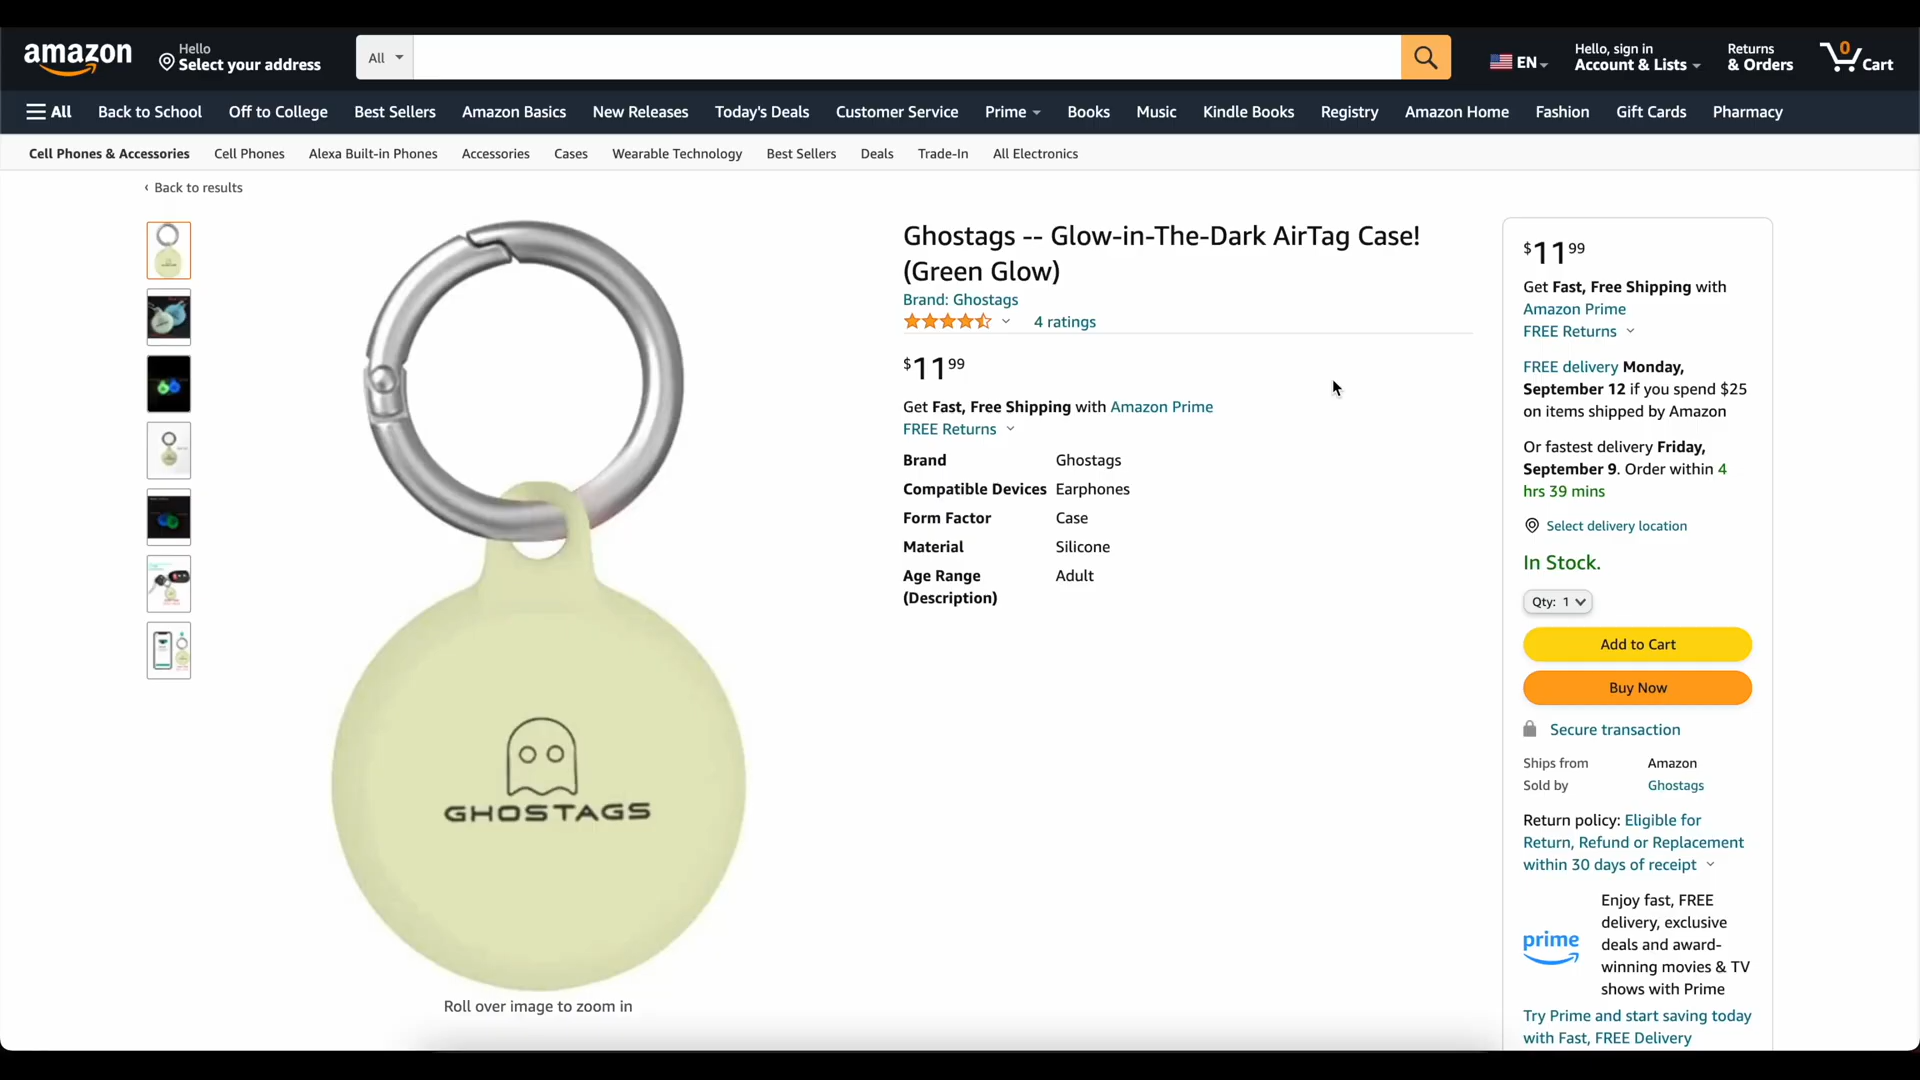 amazon
Hello
Select your address
All
EN
Hello, sign in
Account & Lists
Returns
& Orders
0
Cart
All
Back to School
Off to College
Best Sellers
Amazon Basics
New Releases
Today's Deals
Customer Service
Prime
Books
Music
Kindle Books
Registry
Amazon Home
Fashion
Gift Cards
Pharmacy
Cell Phones & Accessories
Cell Phones
Alexa Built-in Phones
Accessories
Cases
Wearable Technology
Best Sellers
Deals
Trade-In
All Electronics
‹ Back to results
GHOSTAGS
Roll over image to zoom in
Ghostags -- Glow-in-The-Dark AirTag Case!
(Green Glow)
Brand: Ghostags
4 ratings
$11 99
Get Fast, Free Shipping with Amazon Prime
FREE Returns
Brand Ghostags
Compatible Devices Earphones
Form Factor Case
Material Silicone
Age Range Adult
(Description)
$11 99
Get Fast, Free Shipping with
Amazon Prime
FREE Returns
FREE delivery Monday,
September 12 if you spend $25
on items shipped by Amazon
Or fastest delivery Friday,
September 9. Order within 4
hrs 39 mins
Select delivery location
In Stock.
Qty: 1
Add to Cart
Buy Now
Secure transaction
Ships from Amazon
Sold by Ghostags
Return policy: Eligible for
Return, Refund or Replacement
within 30 days of receipt
prime
Enjoy fast, FREE
delivery, exclusive
deals and award-
winning movies & TV
shows with Prime
Try Prime and start saving today
with Fast, FREE Delivery